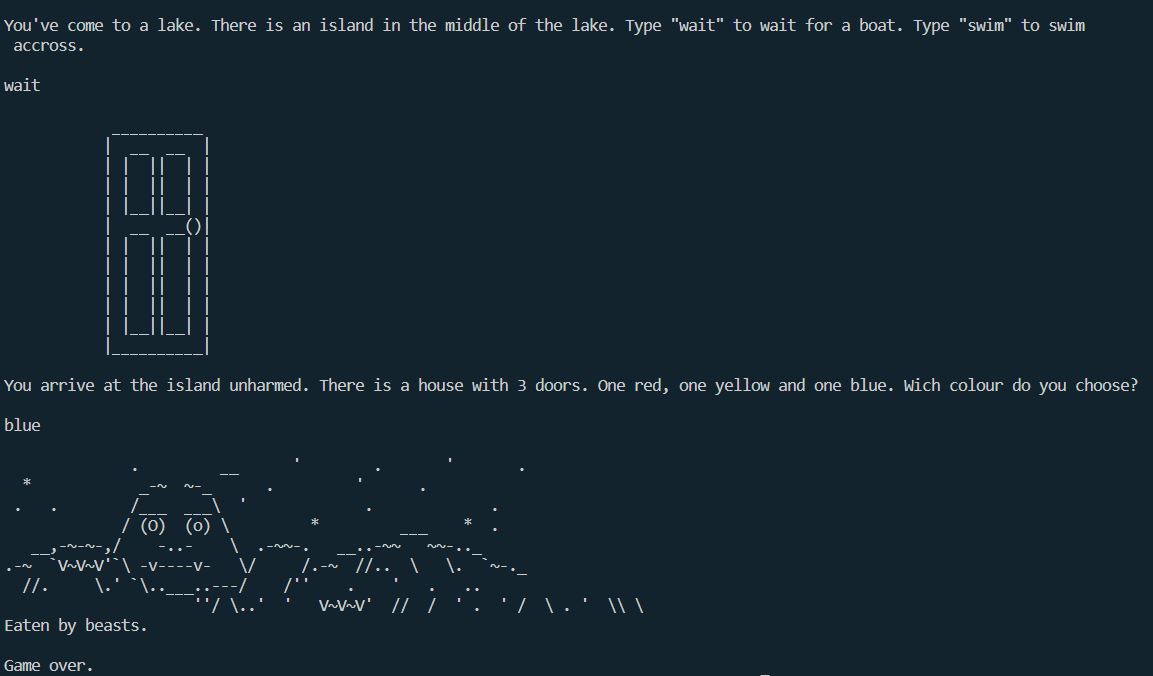 You've come to a lake. There is an island in the middle of the lake. Type "wait" to wait for a boat. Type "swim" to swim
accross.
wait
You arrive at the island unharmed. There is a house with 3 doors. One red, one yellow and one blue. Wich colour do you choose?
blue
Eaten by beasts.
Game over.